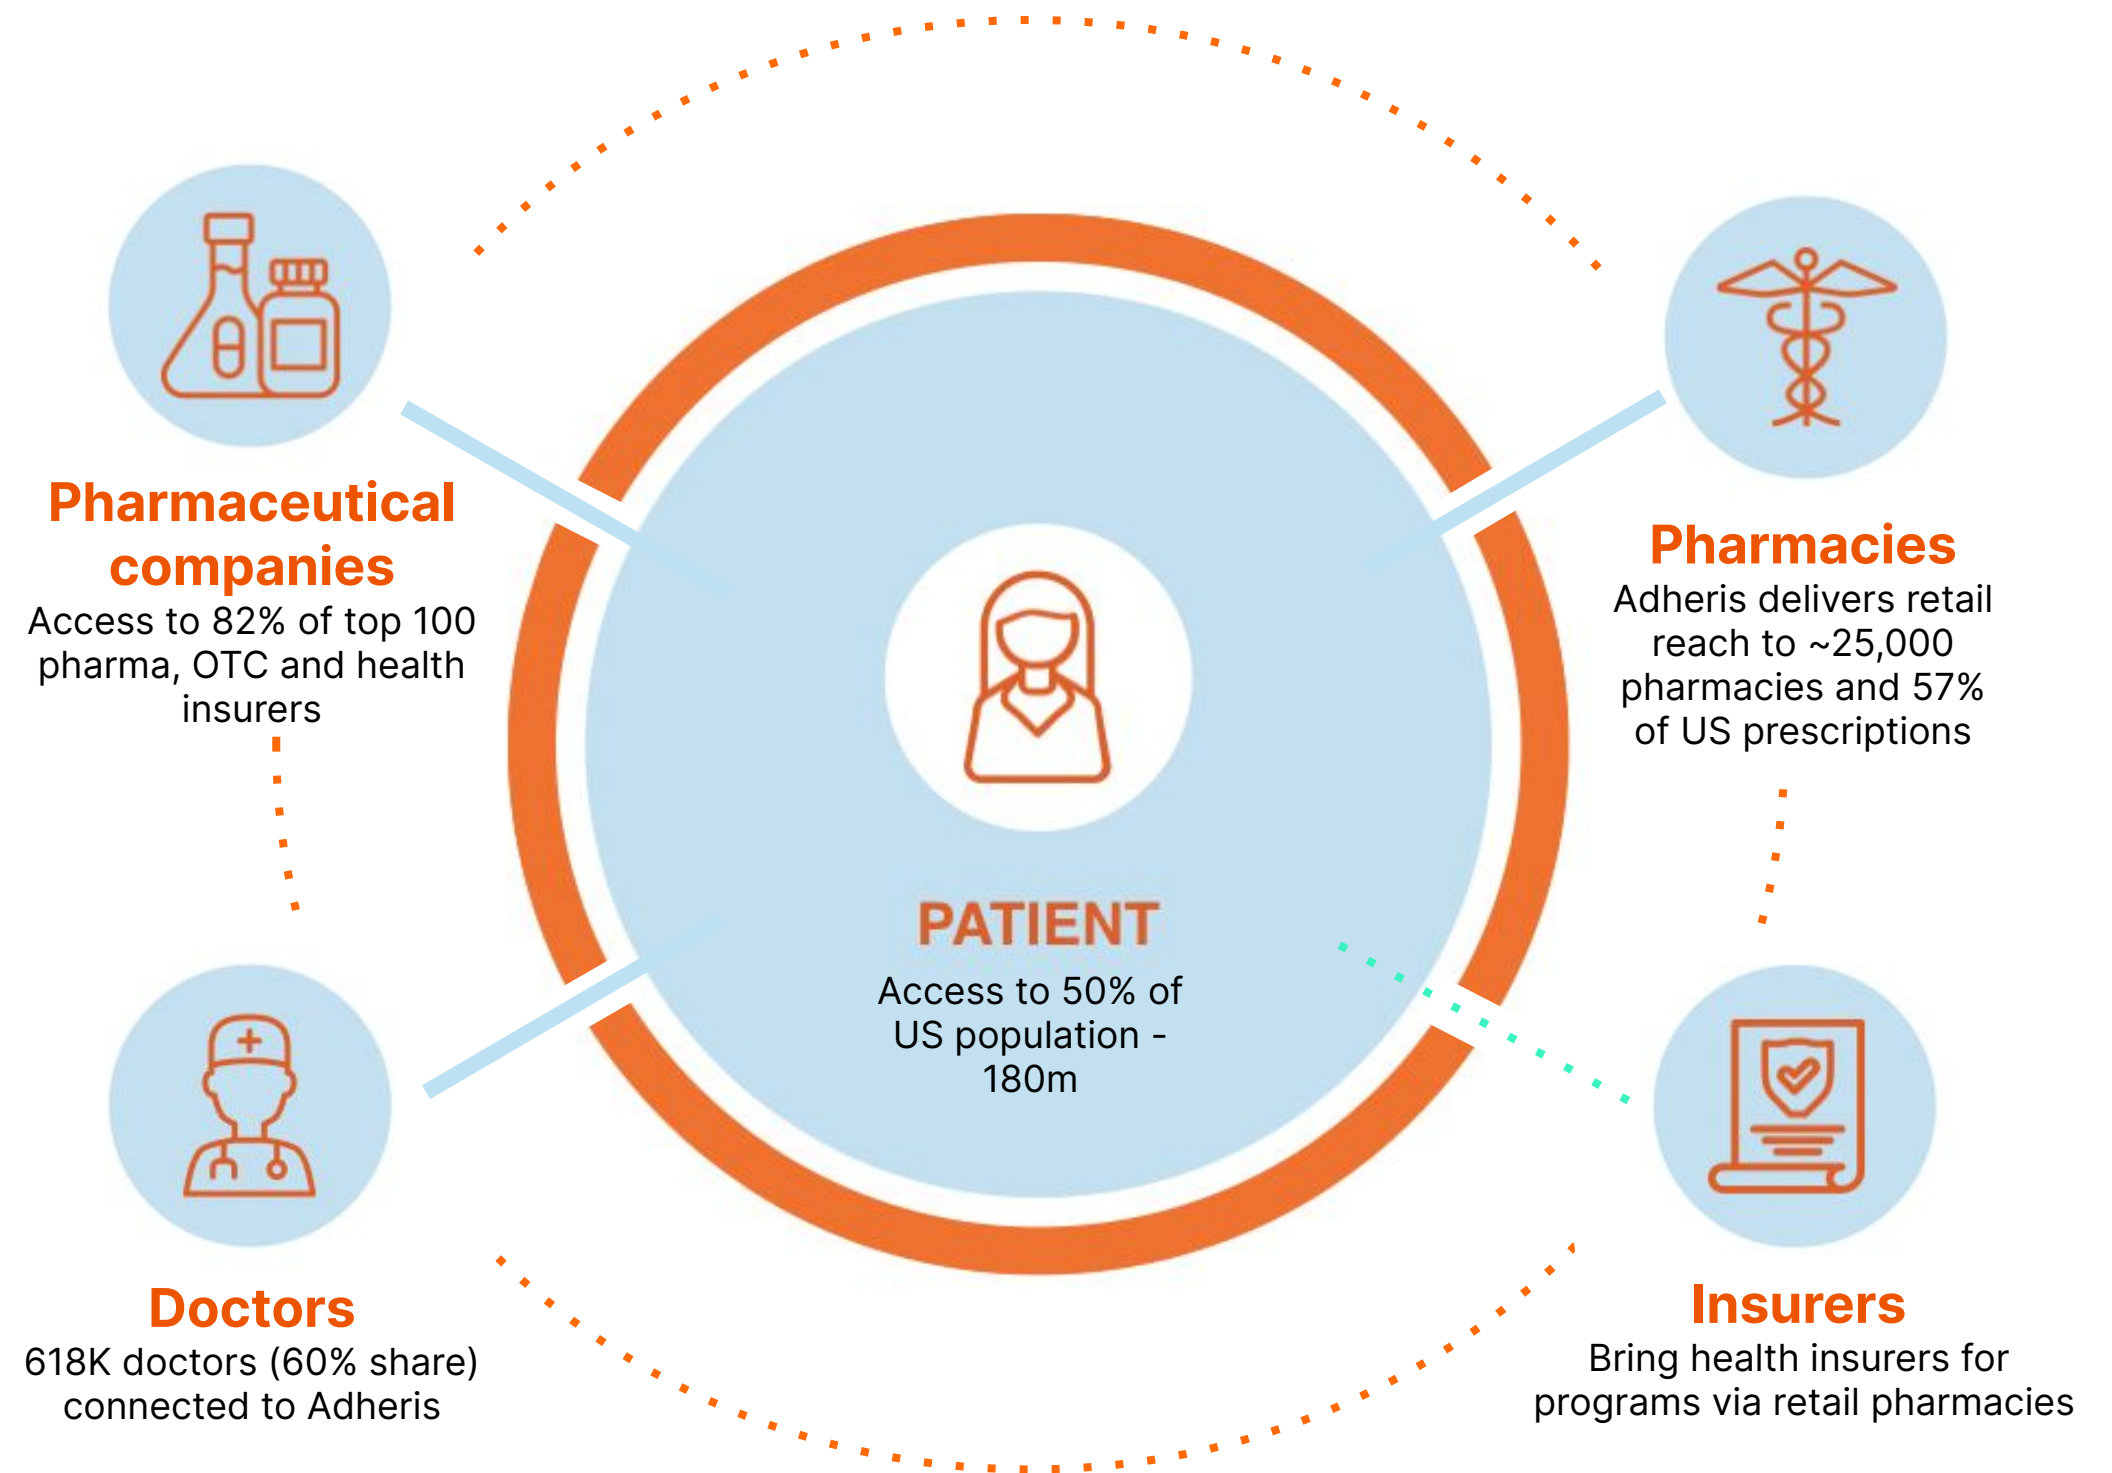 Pharmaceutical
companies
Access to 82% of top 100
pharma, OTC and health
insurers
Pharmacies
Adheris delivers retail
reach to ~25,000
pharmacies and 57%
of US prescriptions
PATIENT
Access to 50% of
US population -
180m
Doctors
618K doctors (60% share)
connected to Adheris
Insurers
Bring health insurers for
programs via retail pharmacies